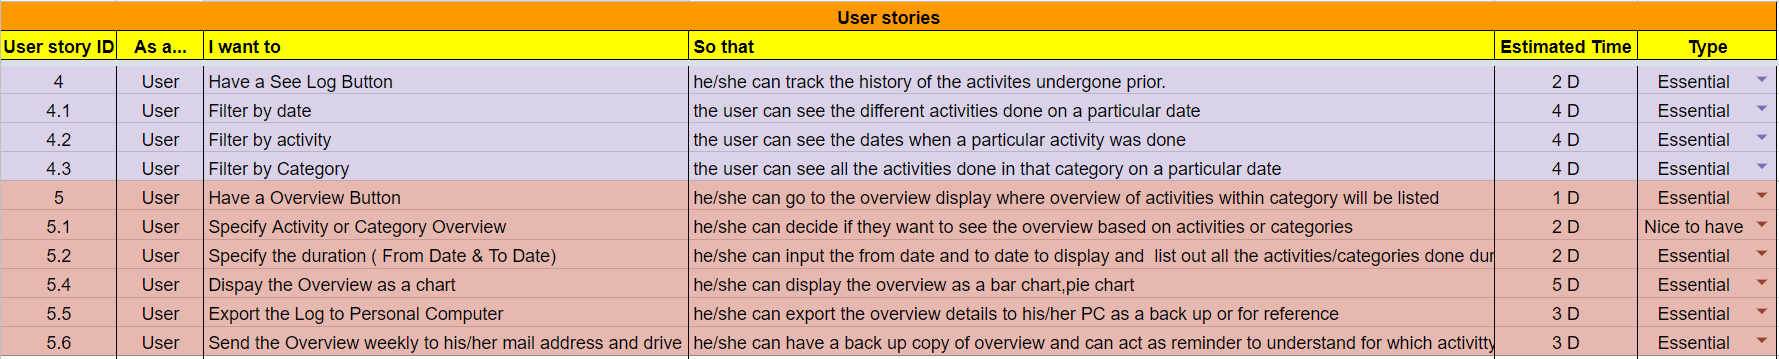 User stories
User story ID As a... I want to So that Estimated Time Type
4 User Have a See Log Button he/she can track the history of the activites undergone prior. 2 D Essential
4.1 User Filter by date the user can see the different activities done on a particular date 4 D Essential
4.2 User Filter by activity the user can see the dates when a particular activity was done 4 D Essential
4.3 User Filter by Category the user can see all the activities done in that category on a particular date 4 D Essential
5 User Have a Overview Button he/she can go to the overview display where overview of activities within category will be listed 1 D Essential
5.1 User Specify Activity or Category Overview he/she can decide if they want to see the overview based on activities or categories 2 D Nice to have
5.2 User Specify the duration ( From Date & To Date) he/she can input the from date and to date to display and  list out all the activities/categories done dur 2 D Essential
5.4 User Dispay the Overview as a chart he/she can display the overview as a bar chart,pie chart 5 D Essential
5.5 User Export the Log to Personal Computer he/she can export the overview details to his/her PC as a back up or for reference 3 D Essential
5.6 User Send the Overview weekly to his/her mail address and drive he/she can have a back up copy of overview and can act as reminder to understand for which activitty 3 D Essential